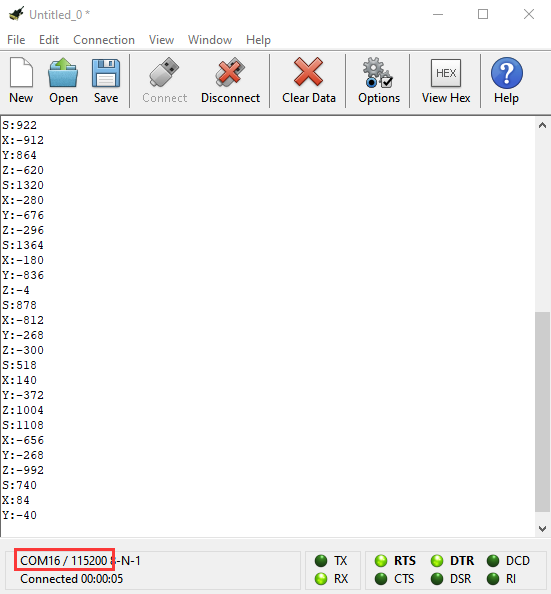 Untitled_0 *
File Edit Connection View Window Help
New Open Save Connect Disconnect Clear Data Options HEX View Hex Help
S:922
X:-912
Y:864
Z:-620
S:1320
X:-280
Y:-676
Z:-296
S:1364
X:-180
Y:-836
Z:-4
S:878
X:-812
Y:-268
Z:-300
S:518
X:140
Y:-372
Z:1004
S:1108
X:-656
Y:-268
Z:-992
S:740
X:84
Y:-40
COM16 / 115200 8-N-1
Connected 00:00:05
TX RTS DTR DCD
RX CTS DSR RI